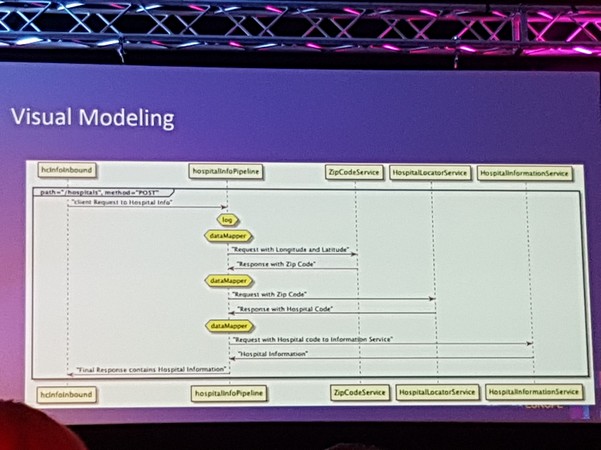 Visual Modeling
hcInfoInbound
hospitalInfoPipeline
ZipCodeService
HospitalLocatorService
HospitalInformationService
path="/hospitals", method="POST"
"client Request to Hospital Info"
log
dataMapper
"Request with Longitude and Latitude"
"Response with Zip Code"
dataMapper
"Request with Zip Code"
"Response with Hospital Code"
dataMapper
"Request with Hospital code to Information Service"
"Hospital Information"
"Final Response contains Hospital Information"
hcInfoInbound
hospitalInfoPipeline
ZipCodeService
HospitalLocatorService
HospitalInformationService
EUROPE